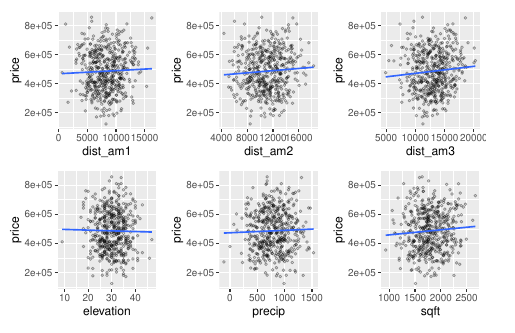 8e+05 8e+05 8e+05
6e+05 6e+05 6e+05
price price price
4e+05 4e+05 4e+05
2e+05 2e+05 2e+05
0 5000 10000 15000 4000 8000 12000 16000 5000 10000 15000 20000
dist_am1 dist_am2 dist_am3
8e+05 8e+05 8e+05
6e+05 6e+05 6e+05
price price price
4e+05 4e+05 4e+05
2e+05 2e+05 2e+05
10 20 30 40 0 500 1000 1500 1000 1500 2000 2500
elevation precip sqft